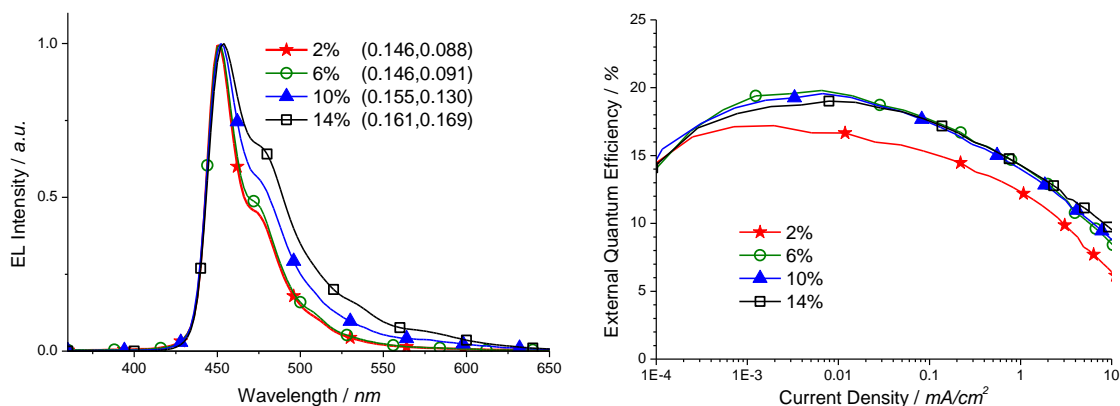 EL Intensity / a.u.
1.0
0.5
0.0
2% (0.146,0.088)
6% (0.146,0.091)
10% (0.155,0.130)
14% (0.161,0.169)
400 450 500 550 600 650
Wavelength / nm
External Quantum Efficiency / %
25
20
15
10
5
0
2%
6%
10%
14%
1E-4 1E-3 0.01 0.1 1 10
Current Density / mA/cm²